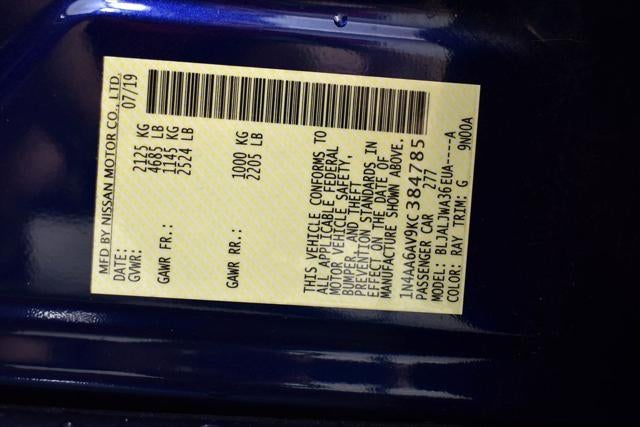 MFD BY NISSAN MOTOR CO., LTD.
DATE: 07/19
GVWR: 2125 KG
4685 LB
GAWR FR.: 1145 KG
2524 LB
GAWR RR.: 1000 KG
2205 LB
THIS VEHICLE CONFORMS TO
ALL APPLICABLE FEDERAL
MOTOR VEHICLE SAFETY,
BUMPER, AND THEFT
PREVENTION STANDARDS IN
EFFECT ON THE DATE OF
MANUFACTURE SHOWN ABOVE.
1N4AA6AV9KC384785
PASSENGER CAR 277
MODEL: BLJALJWA36EUA-----A
COLOR: RAY TRIM: G 9N00A